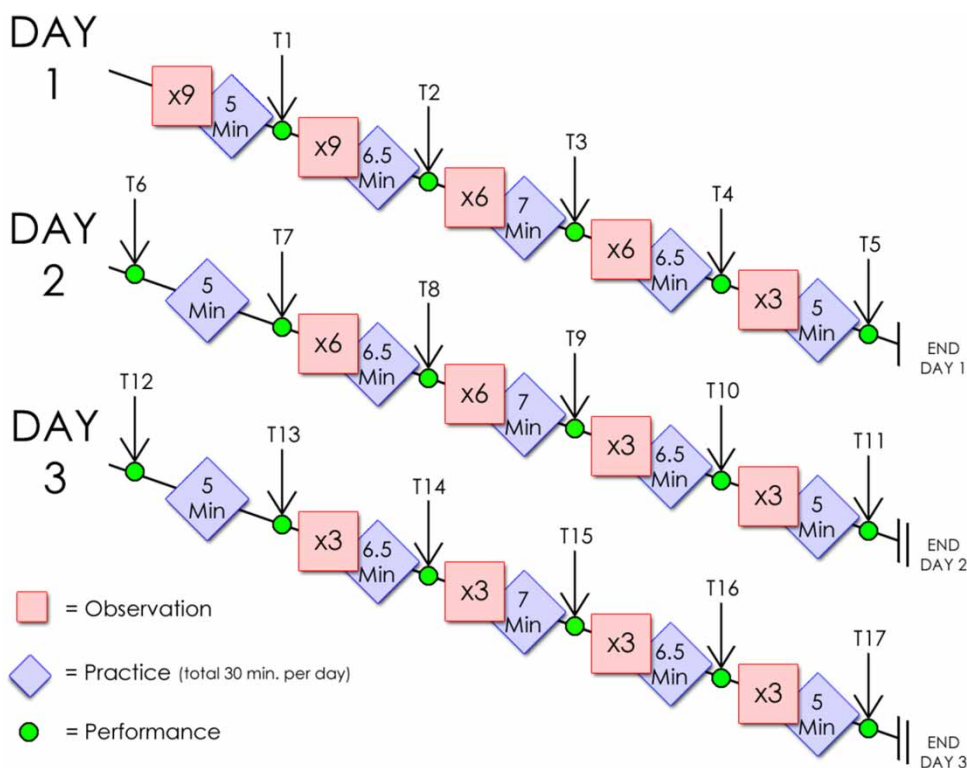 DAY
1
T1
x9
5
Min
T2
x9
6.5
Min
T3
x6
7
Min
T4
x6
6.5
Min
T5
x3
5
Min
END
DAY 1
DAY
2
T6
5
Min
T7
x6
6.5
Min
T8
x6
7
Min
T9
x3
6.5
Min
T10
x3
5
Min
T11
END
DAY 2
DAY
3
T12
5
Min
T13
x3
6.5
Min
T14
x3
7
Min
T15
x3
6.5
Min
T16
x3
5
Min
T17
END
DAY 3
= Observation
= Practice (total 30 min. per day)
= Performance